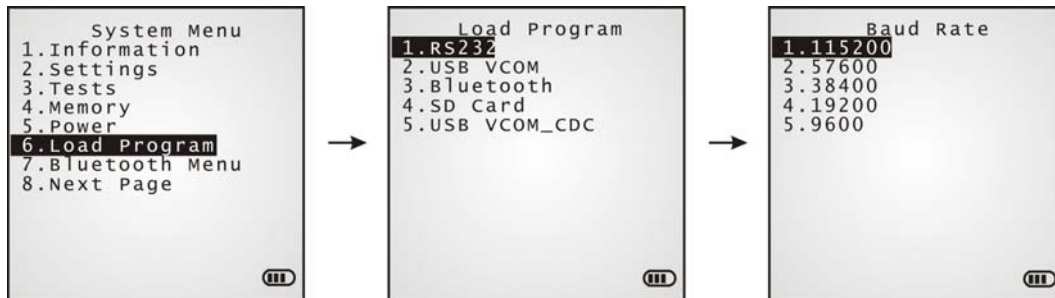 System Menu
1.Information
2.Settings
3.Tests
4.Memory
5.Power
6.Load Program
7.Bluetooth Menu
8.Next Page
Load Program
1.RS232
2.USB VCOM
3.Bluetooth
4.SD Card
5.USB VCOM_CDC
Baud Rate
1.115200
2.57600
3.38400
4.19200
5.9600